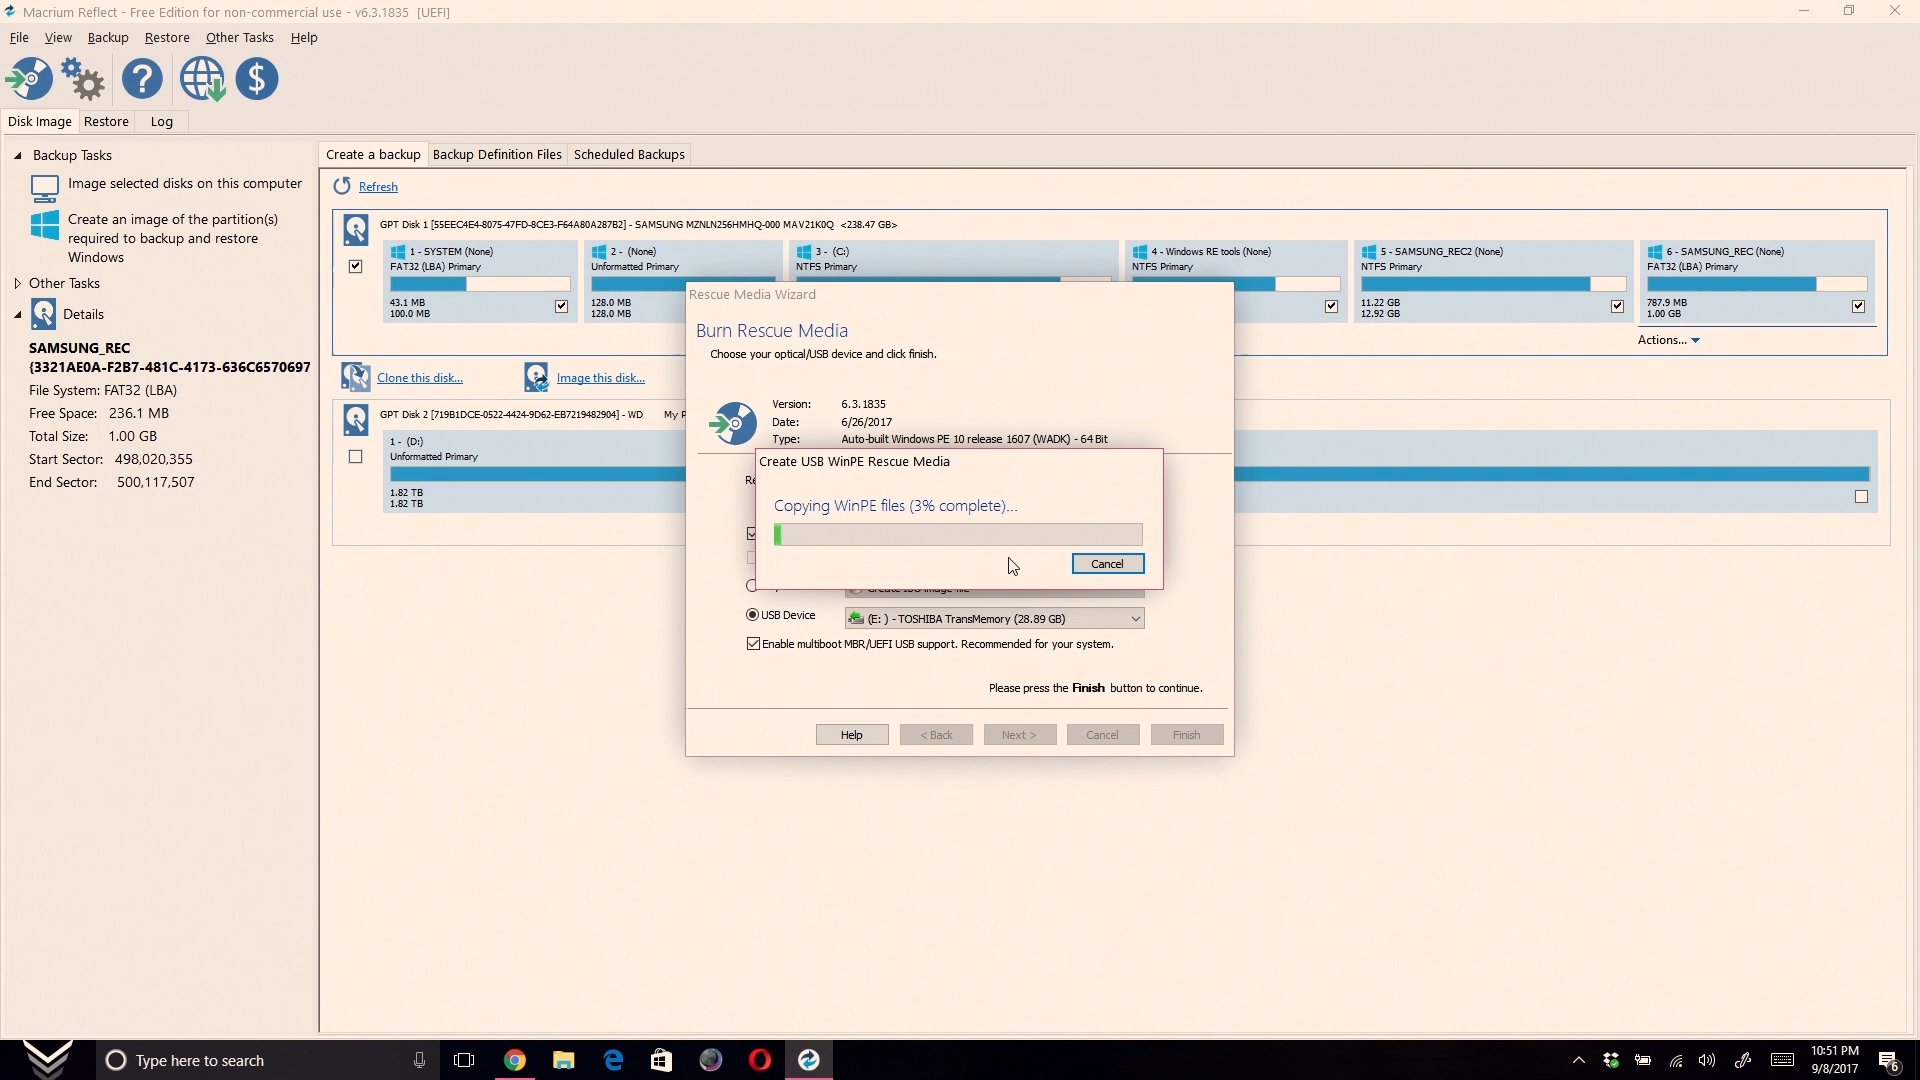 Macrium Reflect - Free Edition for non-commercial use - v6.3.1835 [UEFI]
File View Backup Restore Other Tasks Help
Disk Image Restore Log
Backup Tasks
Image selected disks on this computer
Create an image of the partition(s)
required to backup and restore
Windows
Other Tasks
Details
SAMSUNG_REC
{3321AE0A-F2B7-481C-4173-636C6570697
File System: FAT32 (LBA)
Free Space: 236.1 MB
Total Size: 1.00 GB
Start Sector: 498,020,355
End Sector: 500,117,507
Create a backup Backup Definition Files Scheduled Backups
Refresh
GPT Disk 1 [55EEC4E4-8075-47FD-8CE3-F64A80A287B2] - SAMSUNG MZNLN256HMHQ-000 MAV21K0Q <238.47 GB>
1 - SYSTEM (None)
FAT32 (LBA) Primary
43.1 MB
100.0 MB
2 - (None)
Unformatted Primary
128.0 MB
128.0 MB
3 - (C:)
NTFS Primary
4 - Windows RE tools (None)
NTFS Primary
5 - SAMSUNG_REC2 (None)
NTFS Primary
11.22 GB
12.92 GB
6 - SAMSUNG_REC (None)
FAT32 (LBA) Primary
787.9 MB
1.00 GB
Actions...
Clone this disk...
Image this disk...
GPT Disk 2 [719B1DCE-0522-4424-9D62-EB7219482904] - WD My P
1 - (D:)
Unformatted Primary
1.82 TB
1.82 TB
Rescue Media Wizard
Burn Rescue Media
Choose your optical/USB device and click finish.
Version: 6.3.1835
Date: 6/26/2017
Type: Auto-built Windows PE 10 release 1607 (WADK) - 64 Bit
Create USB WinPE Rescue Media
Copying WinPE files (3% complete)...
Cancel
USB Device
(E: ) - TOSHIBA TransMemory (28.89 GB)
Enable multiboot MBR/UEFI USB support. Recommended for your system.
Please press the Finish button to continue.
Help < Back Next > Cancel Finish
Type here to search
10:51 PM
9/8/2017
6